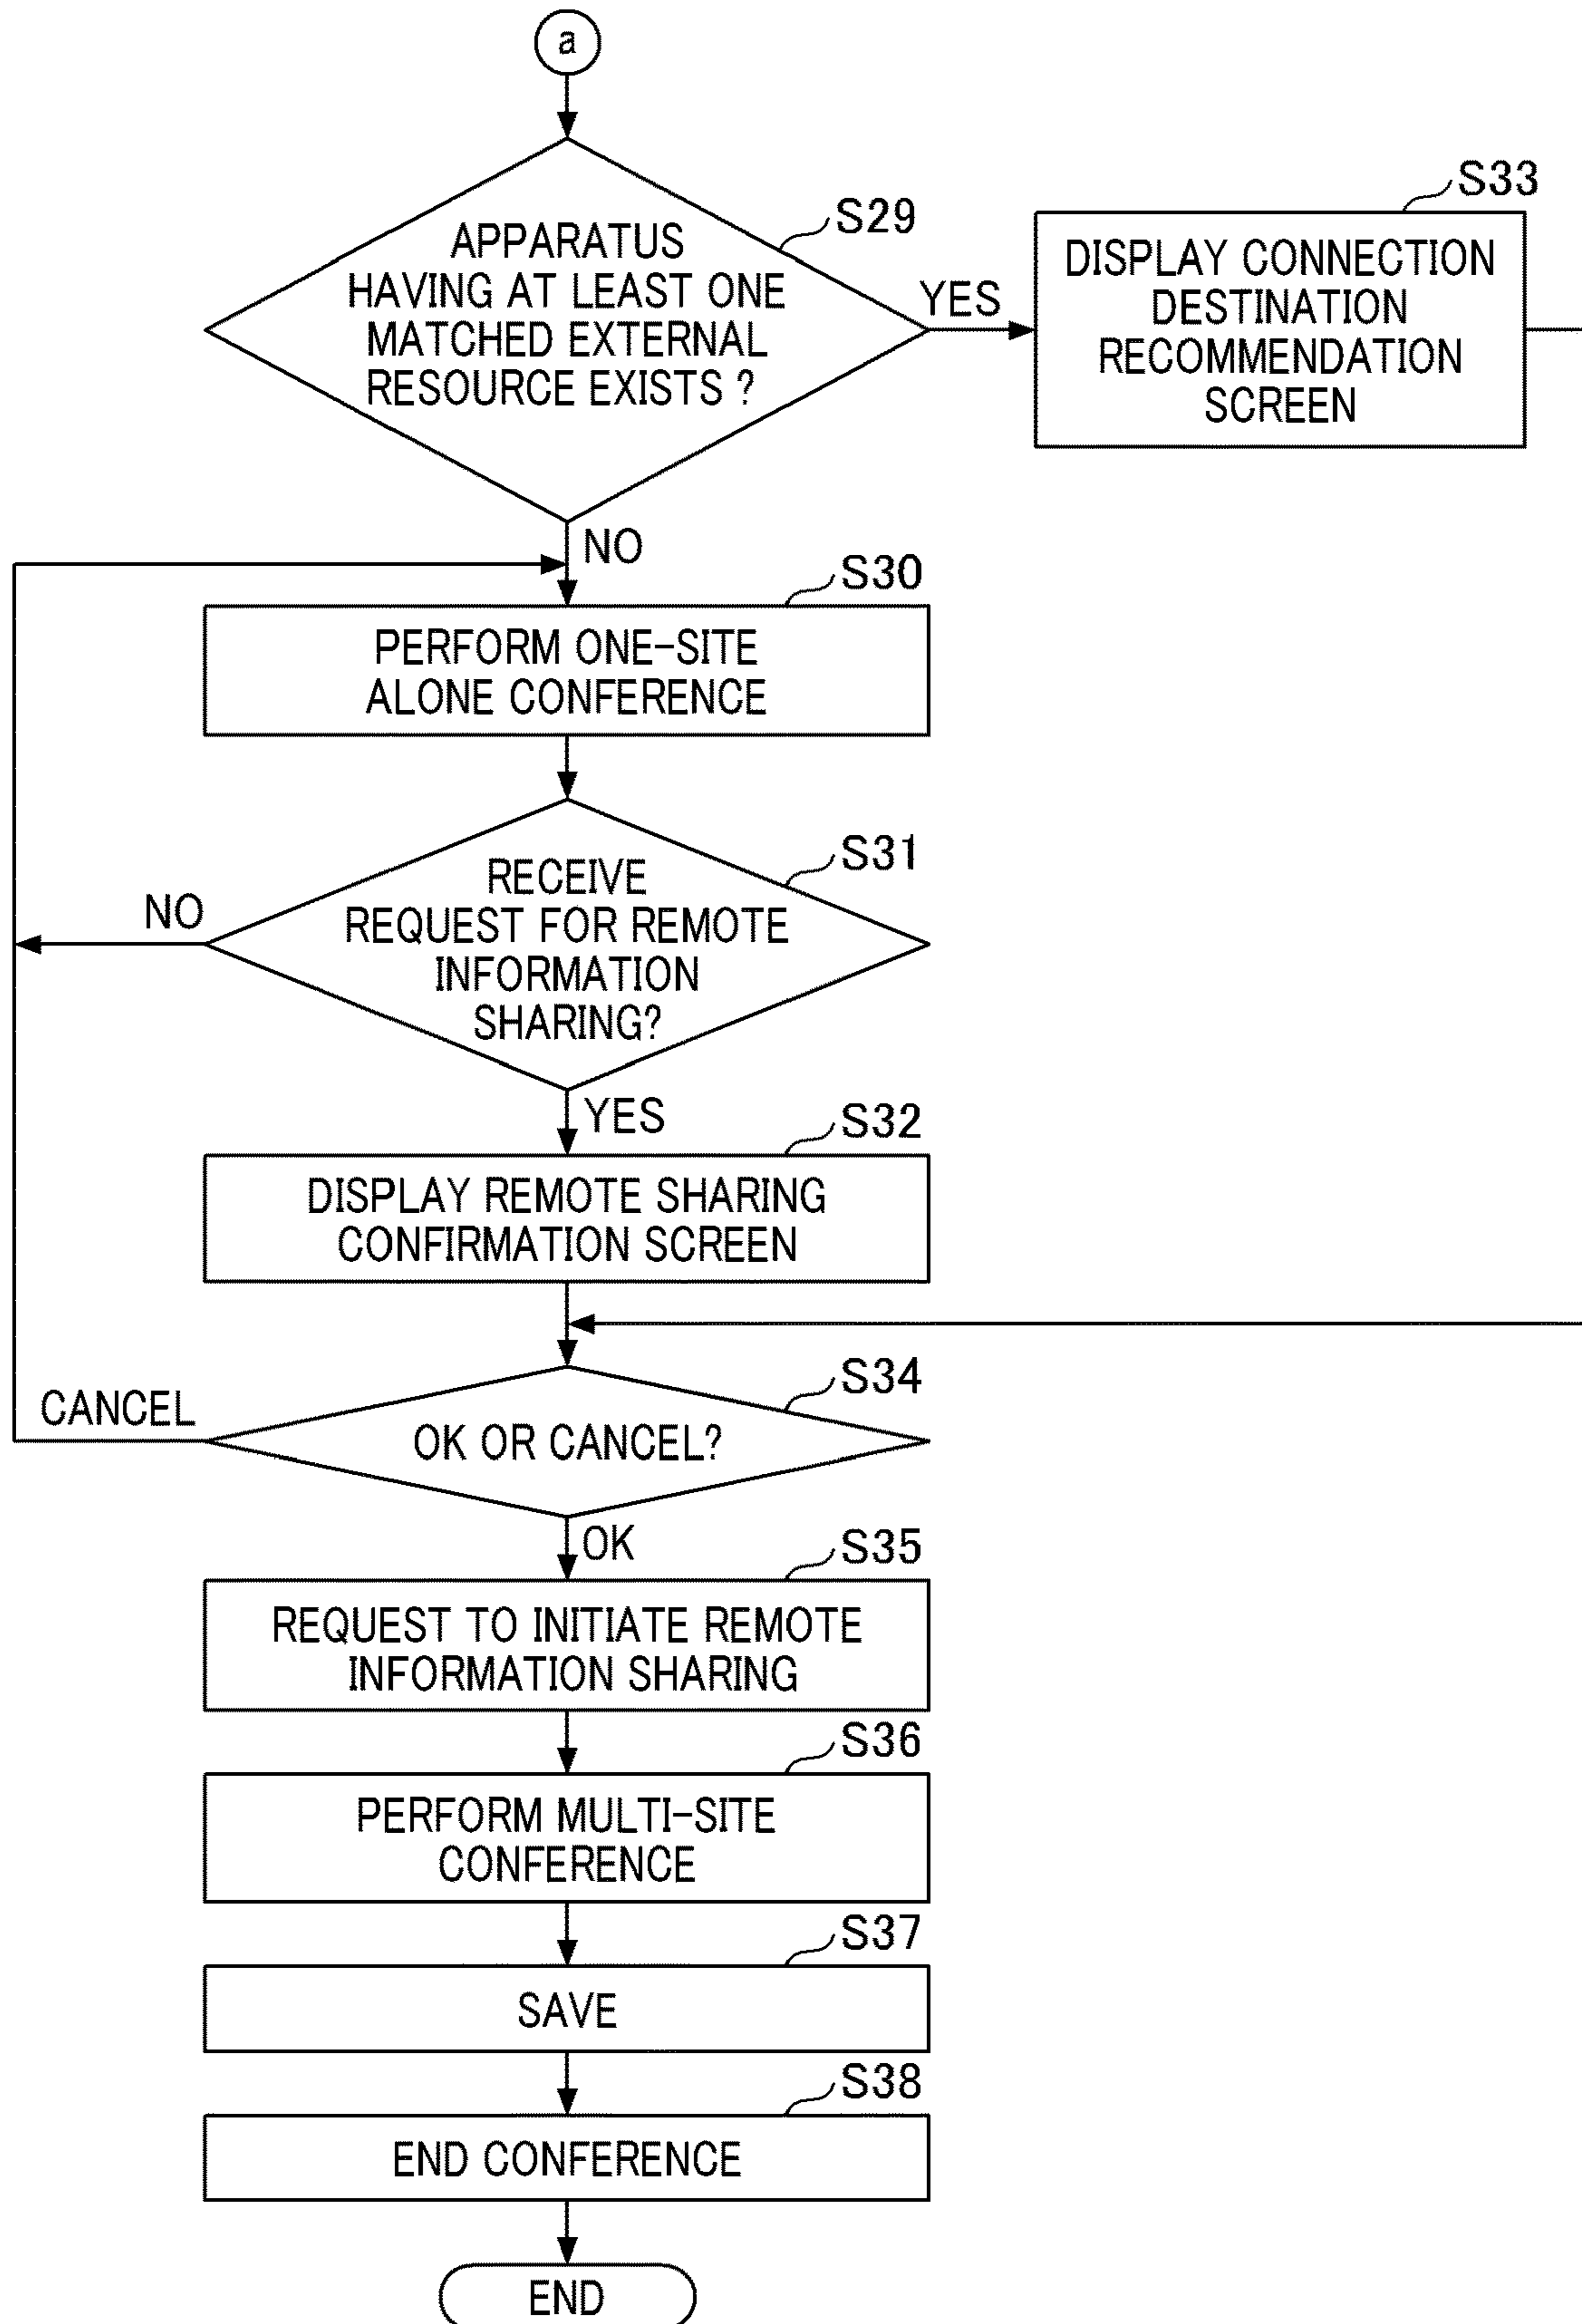 a
S29
APPARATUS
HAVING AT LEAST ONE
MATCHED EXTERNAL
RESOURCE EXISTS ?
YES
S33
DISPLAY CONNECTION
DESTINATION
RECOMMENDATION
SCREEN
NO
S30
PERFORM ONE-SITE
ALONE CONFERENCE
S31
RECEIVE
REQUEST FOR REMOTE
INFORMATION
SHARING?
NO
YES
S32
DISPLAY REMOTE SHARING
CONFIRMATION SCREEN
S34
OK OR CANCEL?
CANCEL
OK
S35
REQUEST TO INITIATE REMOTE
INFORMATION SHARING
S36
PERFORM MULTI-SITE
CONFERENCE
S37
SAVE
S38
END CONFERENCE
END